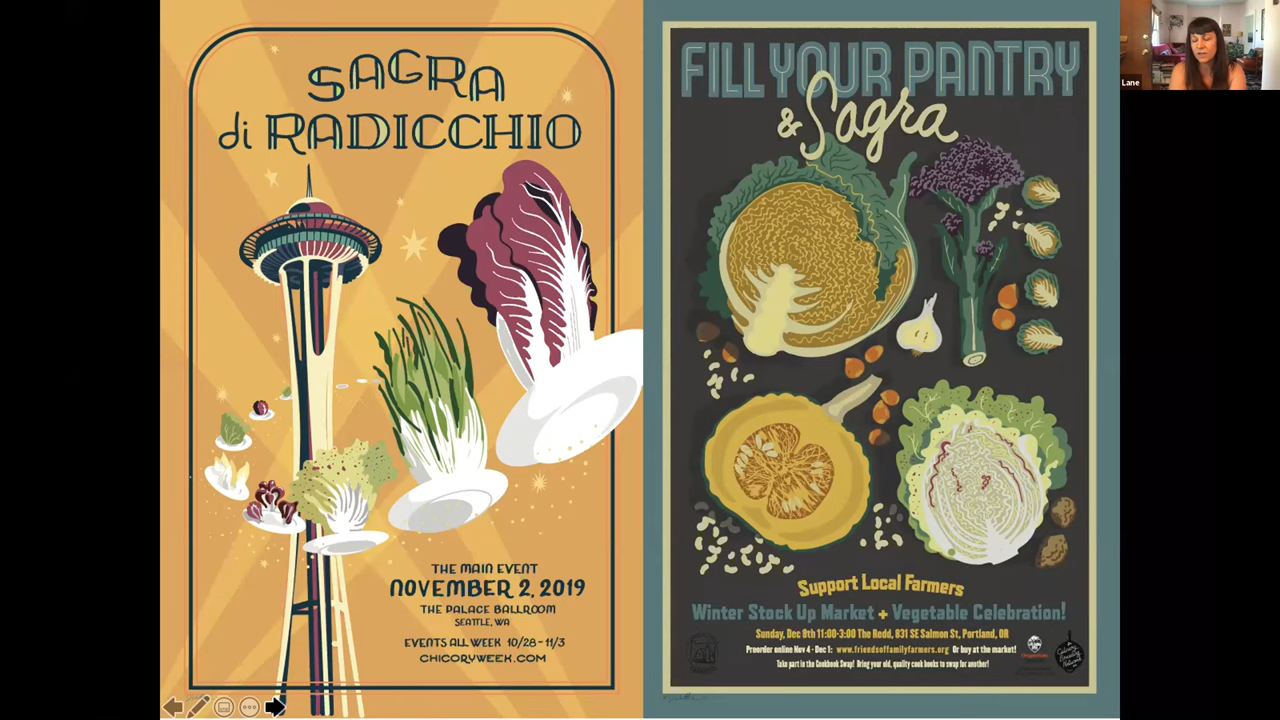 SAGRA
di RADICCHIO
THE MAIN EVENT
NOVEMBER 2, 2019
THE PALACE BALLROOM
SEATTLE, WA
EVENTS ALL WEEK 10/28-11/3
CHICORYWEEK.COM
FILL YOUR PANTRY
& Sagra
Support Local Farmers
Winter Stock Up Market + Vegetable Celebration!
Sunday, Dec 8th 11:00-3:00 The Redd, 831 SE Salmon St, Portland, OR
Preorder online Nov 4 - Dec 1: www.friendsoffamilyfarmers.org Or buy at the market!
Take part in the Cookbook Swap! Bring your old, quality cook books to swap for another!
Culinary
Breeding
Network
Lane